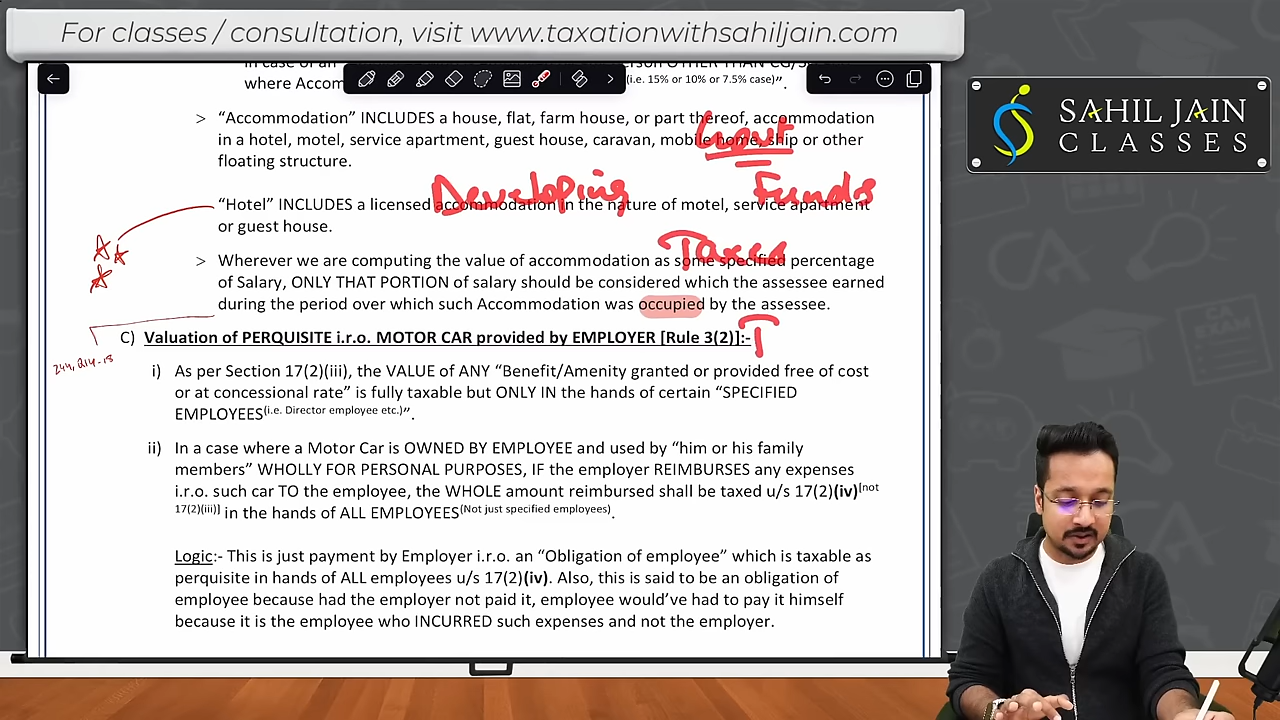 For classes / consultation, visit www.taxationwithsahiljain.com
where Accom
(i.e. 15% or 10% or 7.5% case)”.
> “Accommodation” INCLUDES a house, flat, farm house, or part thereof, accommodation
in a hotel, motel, service apartment, guest house, caravan, mobile home, ship or other
floating structure.
Govt
Developing
Funds
“Hotel” INCLUDES a licensed accommodation in the nature of motel, service apartment
or guest house.
Taxes
> Wherever we are computing the value of accommodation as some specified percentage
of Salary, ONLY THAT PORTION of salary should be considered which the assessee earned
during the period over which such Accommodation was occupied by the assessee.
C) Valuation of PERQUISITE i.r.o. MOTOR CAR provided by EMPLOYER [Rule 3(2)]:-
T
i) As per Section 17(2)(iii), the VALUE of ANY “Benefit/Amenity granted or provided free of cost
or at concessional rate” is fully taxable but ONLY IN the hands of certain “SPECIFIED
EMPLOYEES(i.e. Director employee etc.)”.
ii) In a case where a Motor Car is OWNED BY EMPLOYEE and used by “him or his family
members” WHOLLY FOR PERSONAL PURPOSES, IF the employer REIMBURSES any expenses
i.r.o. such car TO the employee, the WHOLE amount reimbursed shall be taxed u/s 17(2)(iv)[not
17(2)(iii)] in the hands of ALL EMPLOYEES(Not just specified employees).
Logic:- This is just payment by Employer i.r.o. an “Obligation of employee” which is taxable as
perquisite in hands of ALL employees u/s 17(2)(iv). Also, this is said to be an obligation of
employee because had the employer not paid it, employee would’ve had to pay it himself
because it is the employee who INCURRED such expenses and not the employer.
SAHIL JAIN
CLASSES